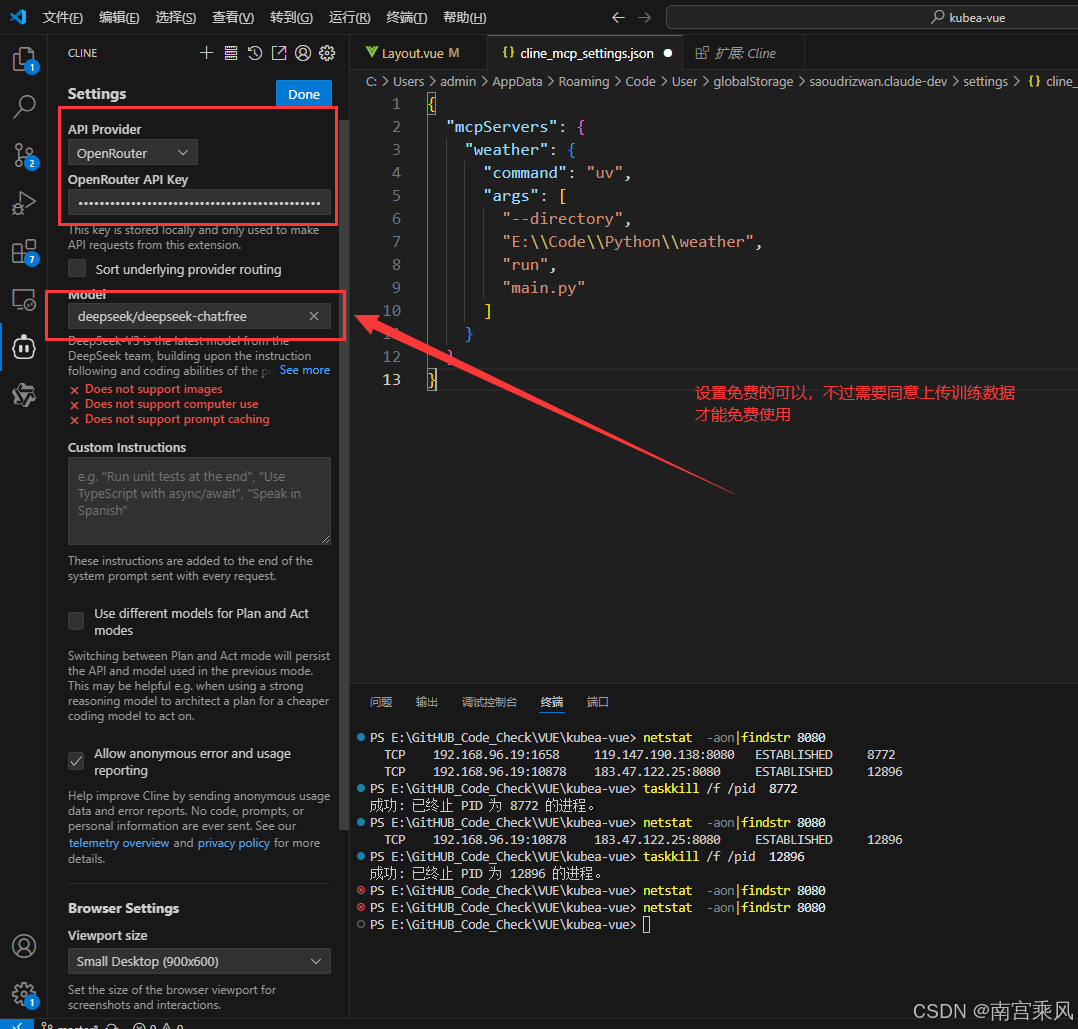 文件(F) 编辑(E) 选择(S) 查看(V) 转到(G) 运行(R) 终端(T) 帮助(H)
kubea-vue
CLINE
Settings
Done
API Provider
OpenRouter
OpenRouter API Key
This key is stored locally and only used to make
API requests from this extension.
Sort underlying provider routing
Model
deepseek/deepseek-chat:free
DeepSeek-V3 is the latest model from the
DeepSeek team, building upon the instruction
following and coding abilities of the See more
Does not support images
Does not support computer use
Does not support prompt caching
Custom Instructions
e.g. "Run unit tests at the end", "Use
TypeScript with async/await", "Speak in
Spanish"
These instructions are added to the end of the
system prompt sent with every request.
Use different models for Plan and Act
modes
Switching between Plan and Act mode will persist
the API and model used in the previous mode.
This may be helpful e.g. when using a strong
reasoning model to architect a plan for a cheaper
coding model to act on.
Allow anonymous error and usage
reporting
Help improve Cline by sending anonymous usage
data and error reports. No code, prompts, or
personal information are ever sent. See our
telemetry overview and privacy policy for more
details.
Browser Settings
Viewport size
Small Desktop (900x600)
Set the size of the browser viewport for
screenshots and interactions.
1
2
7
1
Layout.vue M
{} cline_mcp_settings.json
扩展: Cline
C: > Users > admin > AppData > Roaming > Code > User > globalStorage > saoudrizwan.claude-dev > settings > {} cline_
1 {
2 "mcpServers": {
3 "weather": {
4 "command": "uv",
5 "args": [
6 "--directory",
7 "E:\\Code\\Python\\weather",
8 "run",
9 "main.py"
10 ]
}
12 }
13 }
设置免费的可以，不过需要同意上传训练数据
才能免费使用
问题 输出 调试控制台 终端 端口
PS E:\GitHUB_Code_Check\VUE\kubea-vue> netstat -aon|findstr 8080
TCP 192.168.96.19:1658 119.147.190.138:8080 ESTABLISHED 8772
TCP 192.168.96.19:10878 183.47.122.25:8080 ESTABLISHED 12896
PS E:\GitHUB_Code_Check\VUE\kubea-vue> taskkill /f /pid 8772
成功: 已终止 PID 为 8772 的进程。
PS E:\GitHUB_Code_Check\VUE\kubea-vue> netstat -aon|findstr 8080
TCP 192.168.96.19:10878 183.47.122.25:8080 ESTABLISHED 12896
PS E:\GitHUB_Code_Check\VUE\kubea-vue> taskkill /f /pid 12896
成功: 已终止 PID 为 12896 的进程。
PS E:\GitHUB_Code_Check\VUE\kubea-vue> netstat -aon|findstr 8080
PS E:\GitHUB_Code_Check\VUE\kubea-vue> netstat -aon|findstr 8080
PS E:\GitHUB_Code_Check\VUE\kubea-vue>
CSDN @南宫乘风